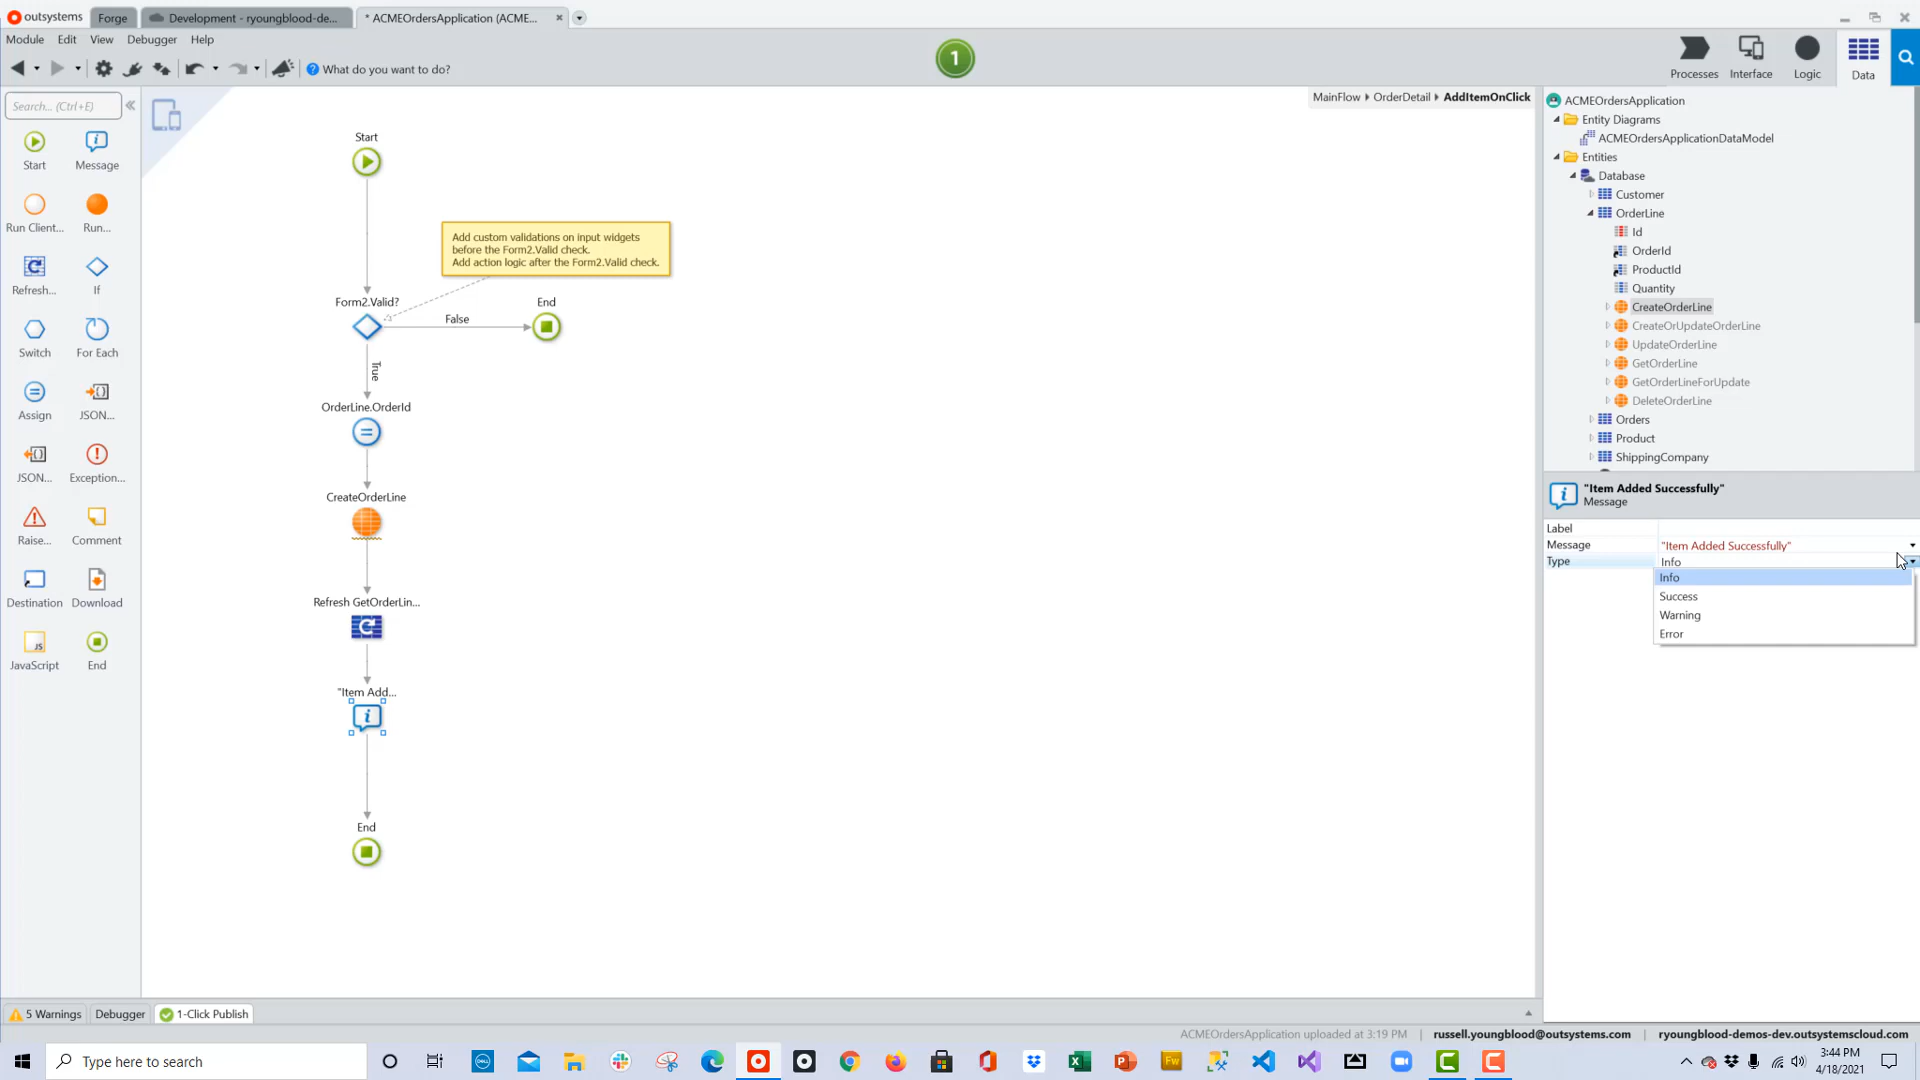 outsystems
Forge
Development - ryoungblood-de...
* ACMEOrdersApplication (ACME...
Module Edit View Debugger Help
What do you want to do?
1
Processes
Interface
Logic
Data
Search... (Ctrl+E)
Start
Message
Run Client...
Run...
Refresh...
If
Switch
For Each
Assign
JSON...
JSON...
Exception...
Raise...
Comment
Destination
Download
JavaScript
End
MainFlow OrderDetail AddItemOnClick
Start
Add custom validations on input widgets
before the Form2.Valid check.
Add action logic after the Form2.Valid check.
Form2.Valid?
End
False
True
OrderLine.OrderId
CreateOrderLine
Refresh GetOrderLin...
"Item Add...
End
ACMEOrdersApplication
Entity Diagrams
ACMEOrdersApplicationDataModel
Entities
Database
Customer
OrderLine
Id
OrderId
ProductId
Quantity
CreateOrderLine
CreateOrUpdateOrderLine
UpdateOrderLine
GetOrderLine
GetOrderLineForUpdate
DeleteOrderLine
Orders
Product
ShippingCompany
"Item Added Successfully"
Message
Label
Message "Item Added Successfully"
Type Info
Info
Success
Warning
Error
5 Warnings Debugger 1-Click Publish
ACMEOrdersApplication uploaded at 3:19 PM russell.youngblood@outsystems.com ryoungblood-demos-dev.outsystemscloud.com
Type here to search
DELL
Fw
3:44 PM
4/18/2021